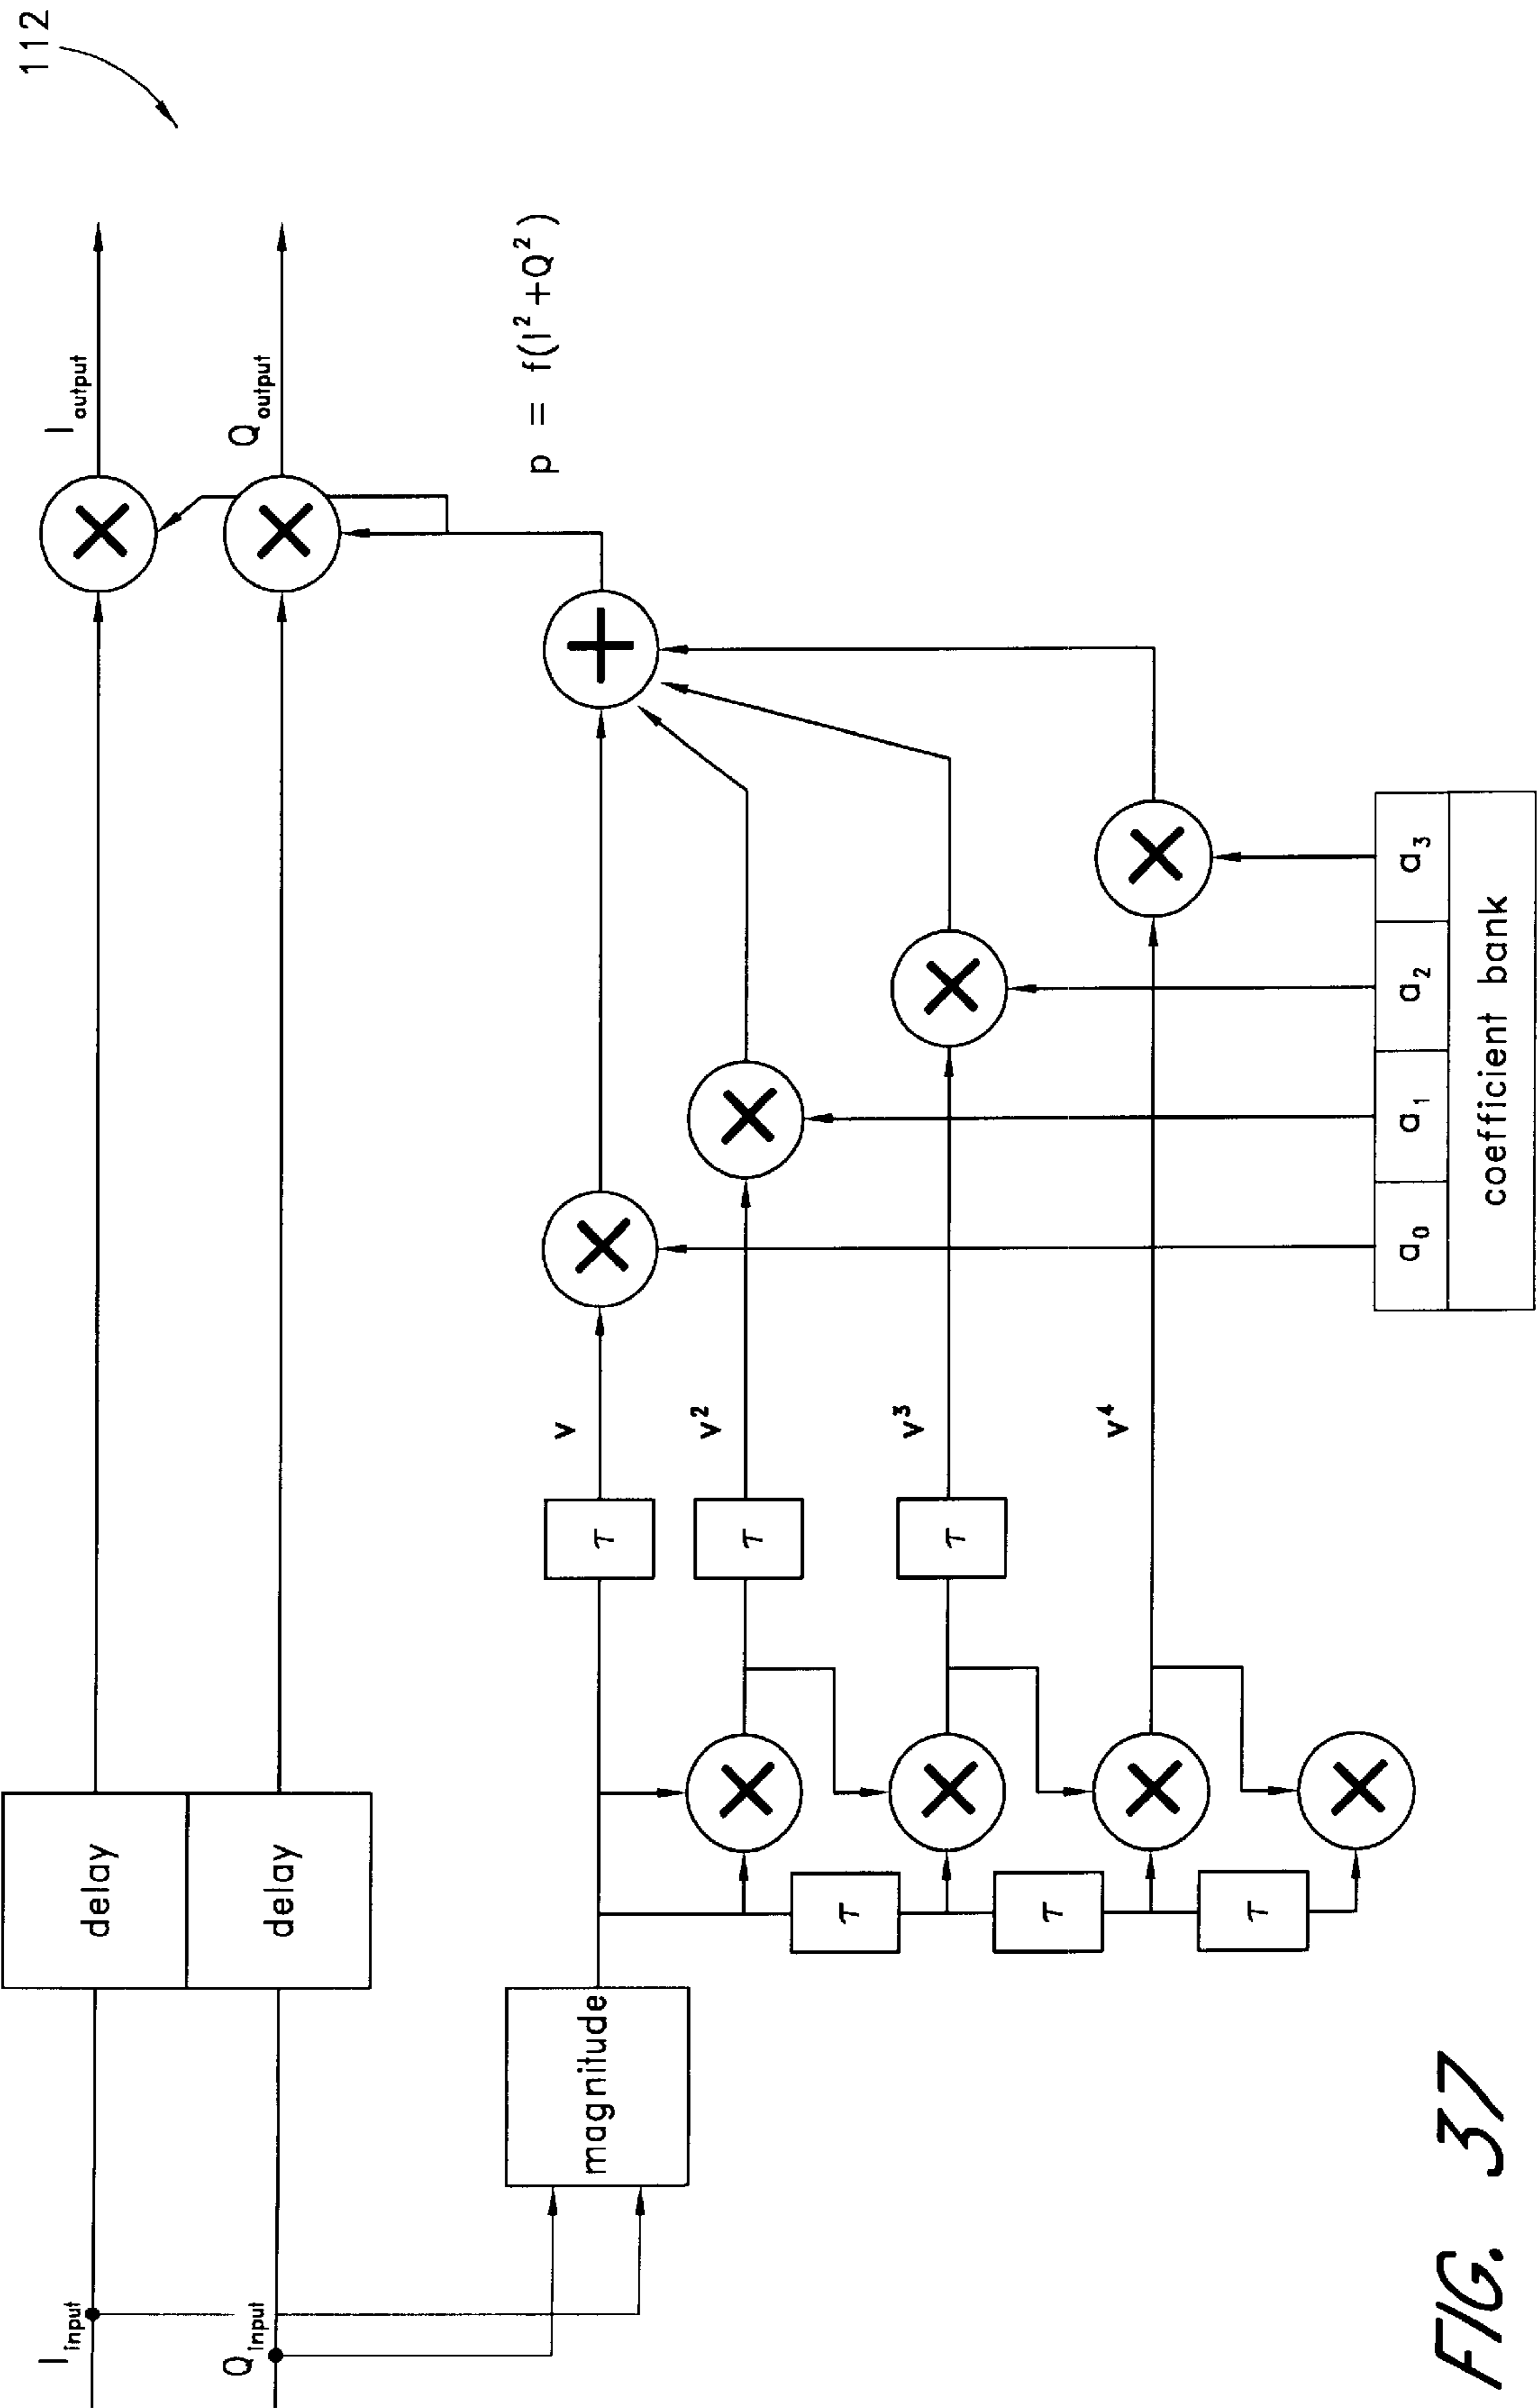 112
I_input
Q_input
delay
delay
I_output
Q_output
p = f(I²+Q²)
magnitude
τ
v
τ
v²
τ
v³
v⁴
τ
τ
τ
a₀ a₁ a₂ a₃
coefficient bank
FIG. 37